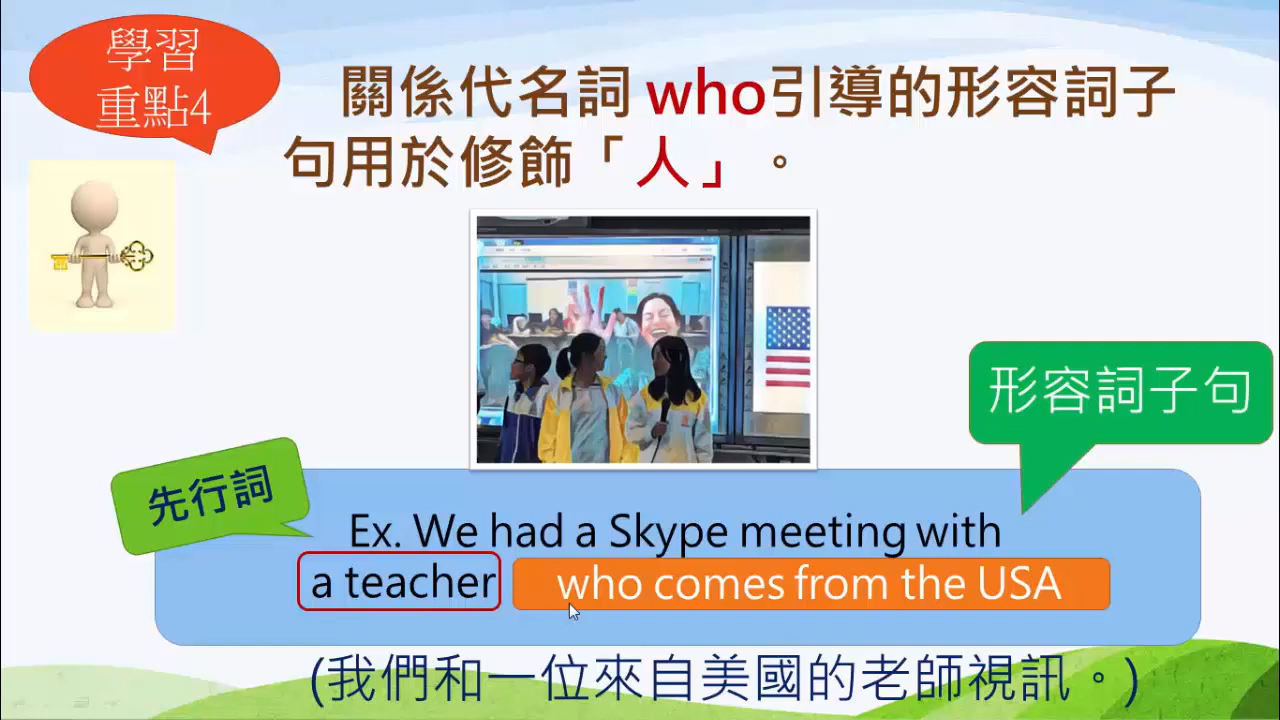 學習
重點4
關係代名詞 who引導的形容詞子
句用於修飾「人」。
形容詞子句
先行詞
Ex. We had a Skype meeting with
a teacher who comes from the USA
(我們和一位來自美國的老師視訊。)